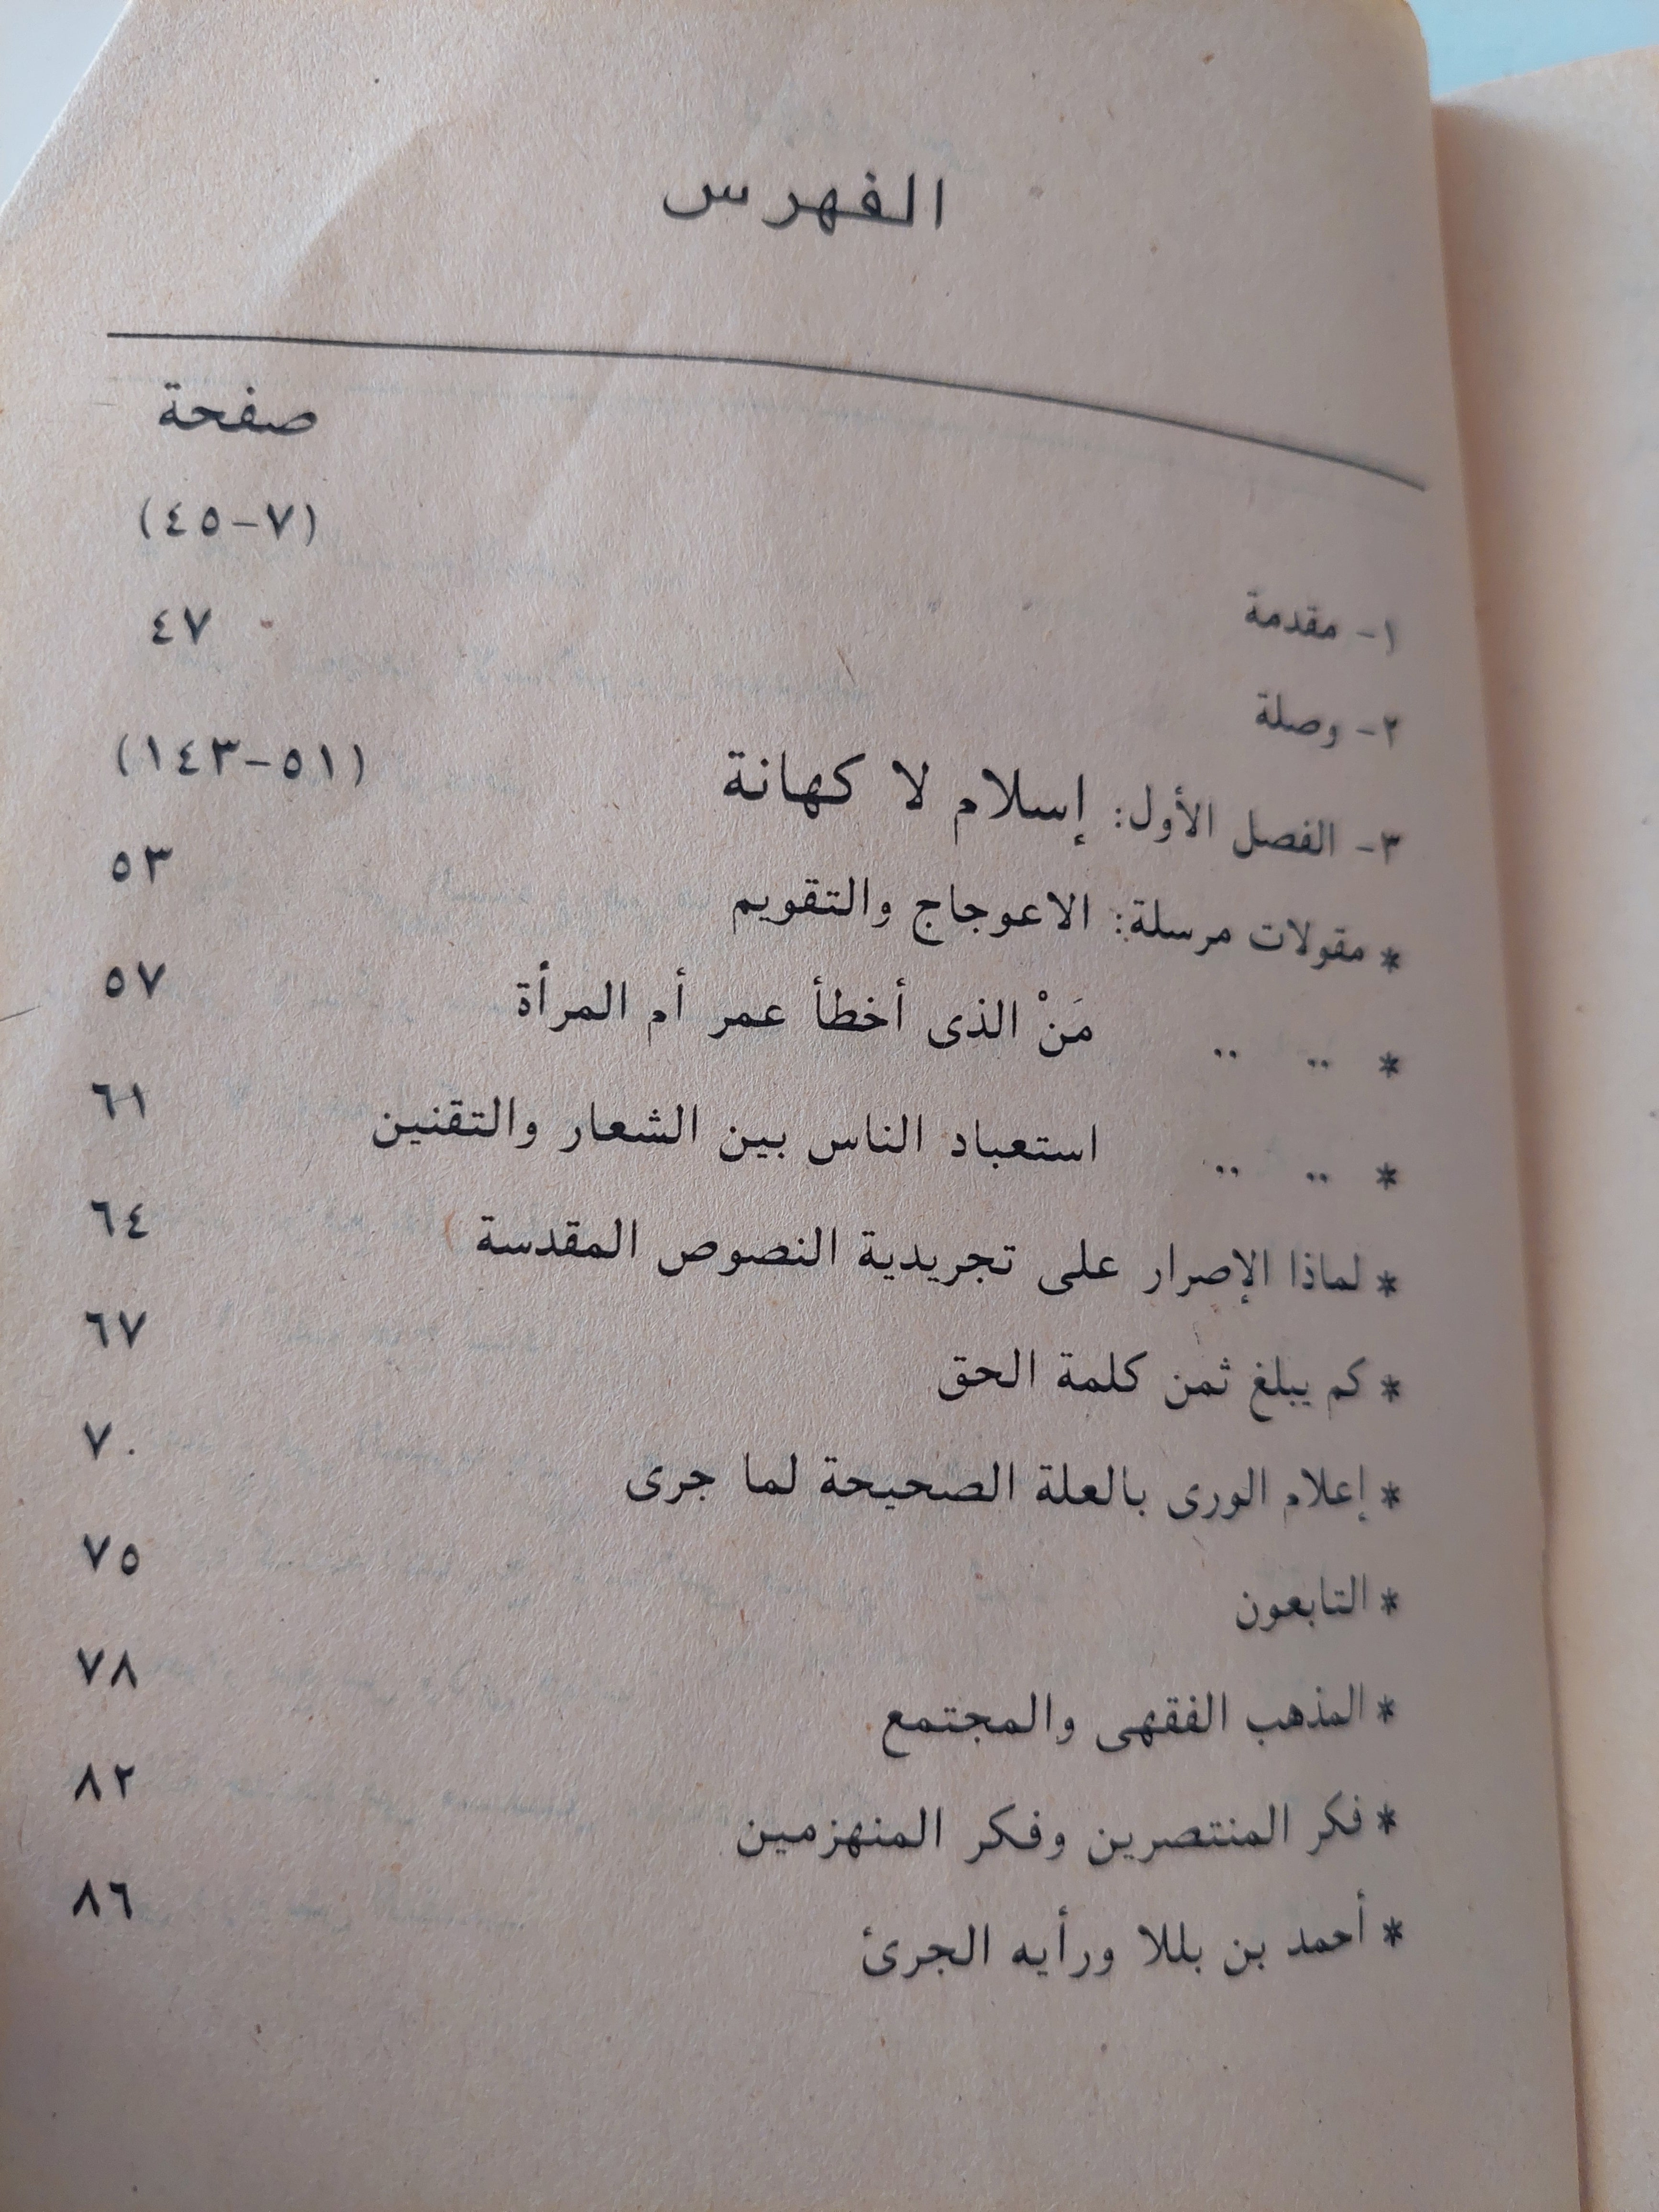 الفهرس
صفحة
١- مقدمة (٧-٤٥)
٢- وصلة ٤٧
٣- الفصل الأول: إسلام لا كهانة (٥١-١٤٣)
* مقولات مرسلة: الاعوجاج والتقويم ٥٣
* ,, ,, مَنْ الذى أخطأ عمر أم المرأة ٥٧
* ,, ,, استعباد الناس بين الشعار والتقنين ٦١
* لماذا الإصرار على تجريدية النصوص المقدسة ٦٤
* كم يبلغ ثمن كلمة الحق ٦٧
* إعلام الورى بالعلة الصحيحة لما جرى ٧٠
* التابعون ٧٥
* المذهب الفقهى والمجتمع ٧٨
* فكر المنتصرين وفكر المنهزمين ٨٢
* أحمد بن بللا ورأيه الجرئ ٨٦